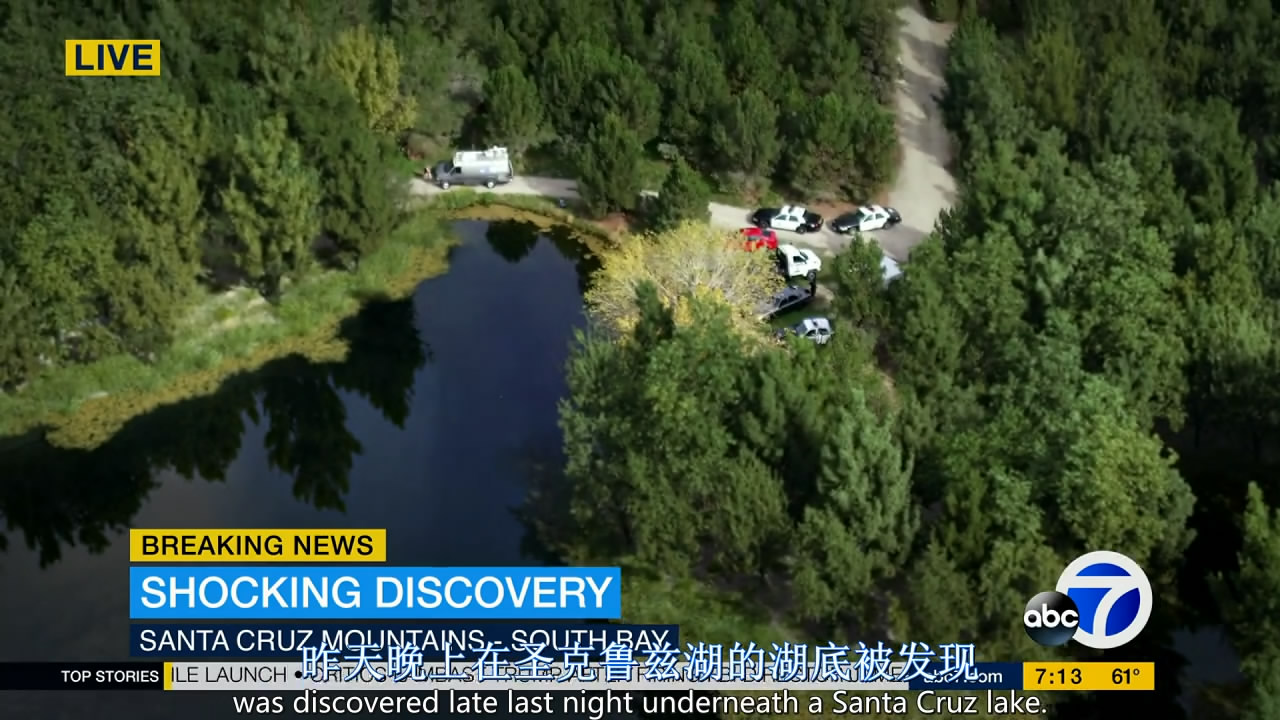 LIVE
BREAKING NEWS
SHOCKING DISCOVERY
SANTA CRUZ MOUNTAINS - SOUTH BAY
abc 7
TOP STORIES ILE LAUNCH • abc7.com 7:13 61°
昨天晚上在圣克鲁兹湖的湖底被发现
was discovered late last night underneath a Santa Cruz lake.